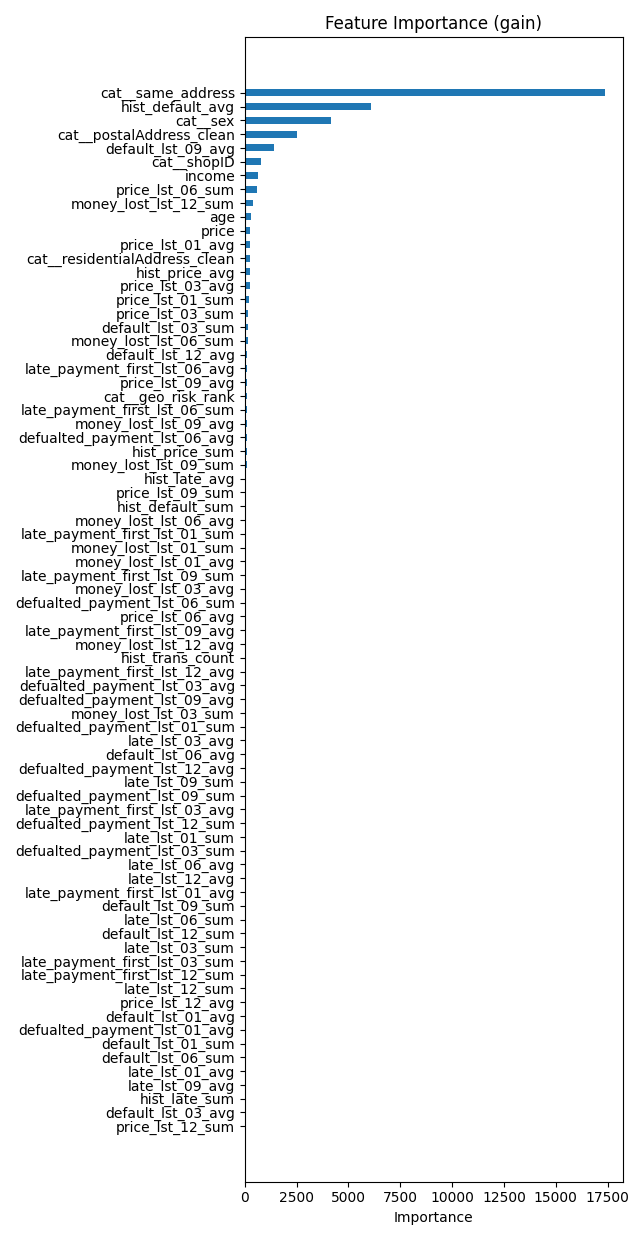 Feature Importance (gain)
cat__same_address
hist_default_avg
cat__sex
cat__postalAddress_clean
default_lst_09_avg
cat__shopID
income
price_lst_06_sum
money_lost_lst_12_sum
age
price
price_lst_01_avg
cat__residentialAddress_clean
hist_price_avg
price_lst_03_avg
price_lst_01_sum
price_lst_03_sum
default_lst_03_sum
money_lost_lst_06_sum
default_lst_12_avg
late_payment_first_lst_06_avg
price_lst_09_avg
cat__geo_risk_rank
late_payment_first_lst_06_sum
money_lost_lst_09_avg
defualted_payment_lst_06_avg
hist_price_sum
money_lost_lst_09_sum
hist_late_avg
price_lst_09_sum
hist_default_sum
money_lost_lst_06_avg
late_payment_first_lst_01_sum
money_lost_lst_01_sum
money_lost_lst_01_avg
late_payment_first_lst_09_sum
money_lost_lst_03_avg
defualted_payment_lst_06_sum
price_lst_06_avg
late_payment_first_lst_09_avg
money_lost_lst_12_avg
hist_trans_count
late_payment_first_lst_12_avg
defualted_payment_lst_03_avg
defualted_payment_lst_09_avg
money_lost_lst_03_sum
defualted_payment_lst_01_sum
late_lst_03_avg
default_lst_06_avg
defualted_payment_lst_12_avg
late_lst_09_sum
defualted_payment_lst_09_sum
late_payment_first_lst_03_avg
defualted_payment_lst_12_sum
late_lst_01_sum
defualted_payment_lst_03_sum
late_lst_06_avg
late_lst_12_avg
late_payment_first_lst_01_avg
default_lst_09_sum
late_lst_06_sum
default_lst_12_sum
late_lst_03_sum
late_payment_first_lst_03_sum
late_payment_first_lst_12_sum
late_lst_12_sum
price_lst_12_avg
default_lst_01_avg
defualted_payment_lst_01_avg
default_lst_01_sum
default_lst_06_sum
late_lst_01_avg
late_lst_09_avg
hist_late_sum
default_lst_03_avg
price_lst_12_sum
0 2500 5000 7500 10000 12500 15000 17500
Importance